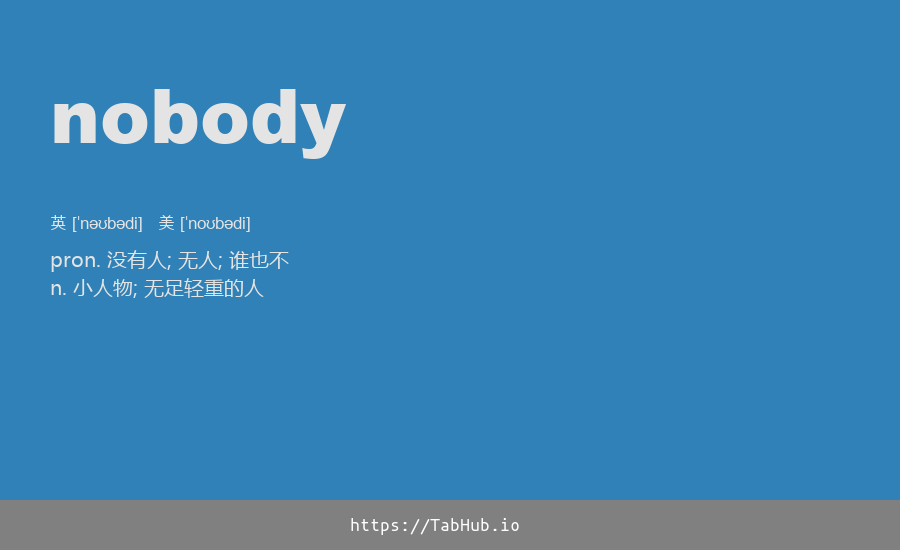 nobody
英 [ˈnəʊbədi] 美 [ˈnoʊbədi]
pron. 没有人; 无人; 谁也不
n. 小人物; 无足轻重的人
https://TabHub.io